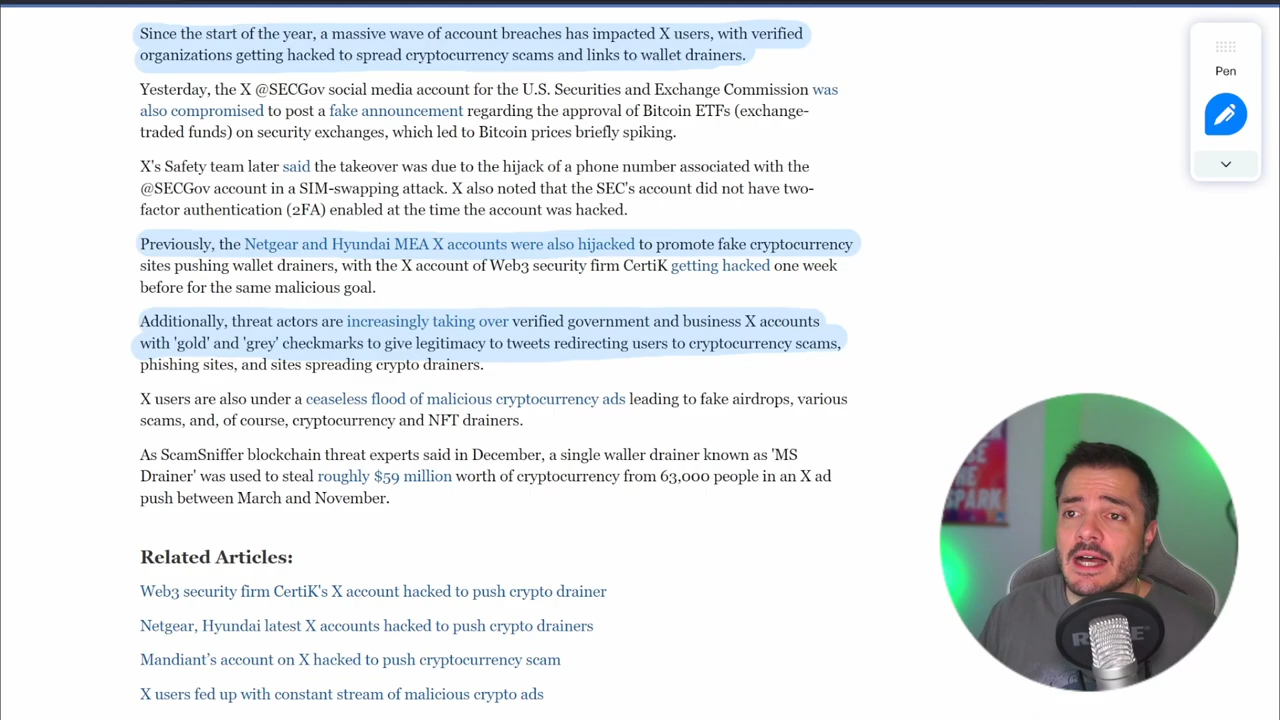 Since the start of the year, a massive wave of account breaches has impacted X users, with verified
organizations getting hacked to spread cryptocurrency scams and links to wallet drainers.
Yesterday, the X @SECGov social media account for the U.S. Securities and Exchange Commission was
also compromised to post a fake announcement regarding the approval of Bitcoin ETFs (exchange-
traded funds) on security exchanges, which led to Bitcoin prices briefly spiking.
X's Safety team later said the takeover was due to the hijack of a phone number associated with the
@SECGov account in a SIM-swapping attack. X also noted that the SEC's account did not have two-
factor authentication (2FA) enabled at the time the account was hacked.
Previously, the Netgear and Hyundai MEA X accounts were also hijacked to promote fake cryptocurrency
sites pushing wallet drainers, with the X account of Web3 security firm CertiK getting hacked one week
before for the same malicious goal.
Additionally, threat actors are increasingly taking over verified government and business X accounts
with 'gold' and 'grey' checkmarks to give legitimacy to tweets redirecting users to cryptocurrency scams,
phishing sites, and sites spreading crypto drainers.
X users are also under a ceaseless flood of malicious cryptocurrency ads leading to fake airdrops, various
scams, and, of course, cryptocurrency and NFT drainers.
As ScamSniffer blockchain threat experts said in December, a single waller drainer known as 'MS
Drainer' was used to steal roughly $59 million worth of cryptocurrency from 63,000 people in an X ad
push between March and November.
Related Articles:
Web3 security firm CertiK's X account hacked to push crypto drainer
Netgear, Hyundai latest X accounts hacked to push crypto drainers
Mandiant's account on X hacked to push cryptocurrency scam
X users fed up with constant stream of malicious crypto ads
Pen
THE
SPARK